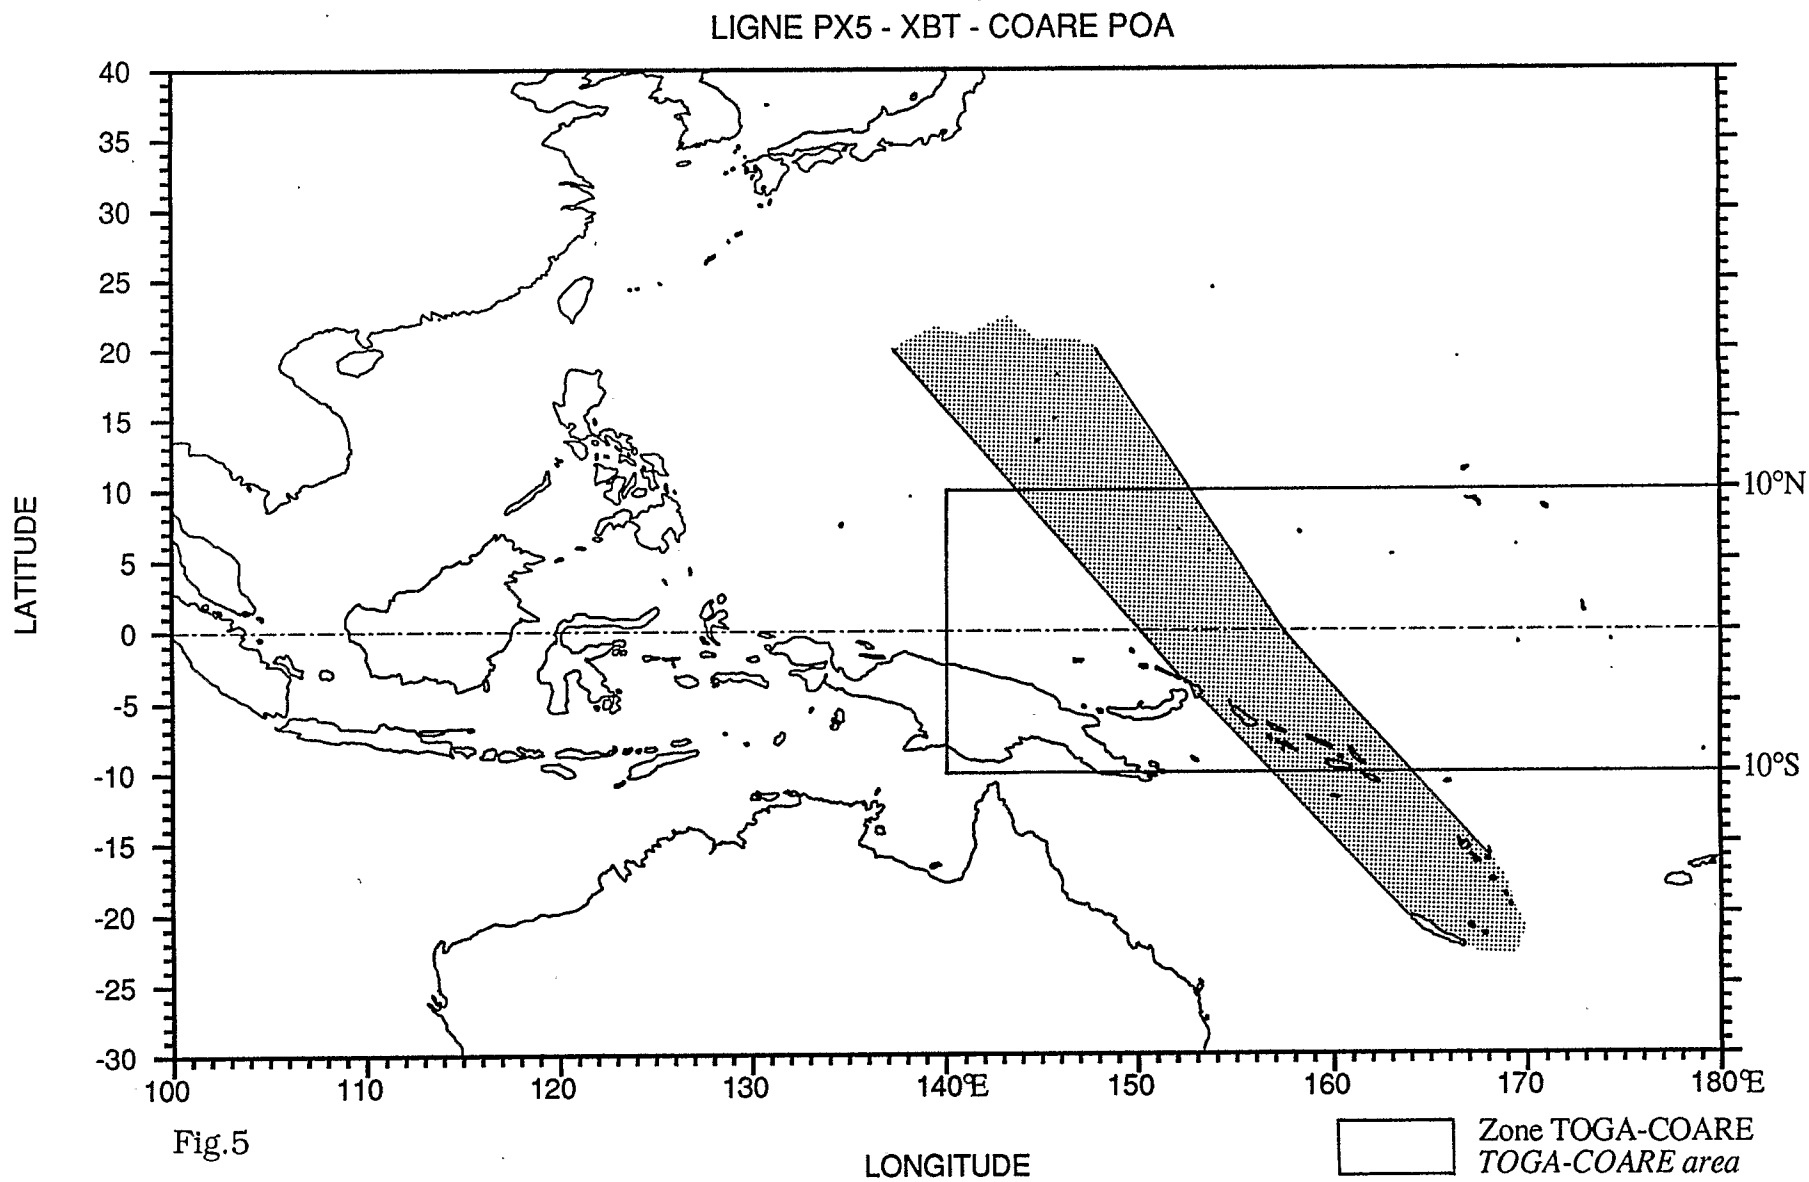 LIGNE PX5 - XBT - COARE POA
40
35
30
25
20
15
10
5
0
-5
-10
-15
-20
-25
-30
LATITUDE
10°N
10°S
100
110
120
130
140°E
150
160
170
180°E
LONGITUDE
Fig.5
Zone TOGA-COARE
TOGA-COARE area